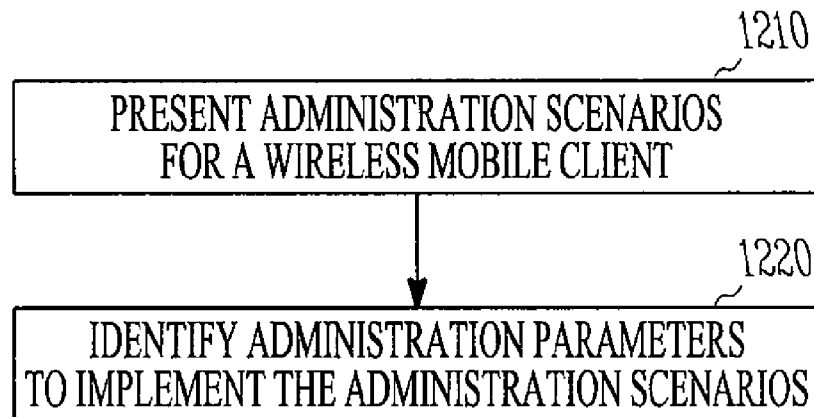 1210
PRESENT ADMINISTRATION SCENARIOS
FOR A WIRELESS MOBILE CLIENT
1220
IDENTIFY ADMINISTRATION PARAMETERS
TO IMPLEMENT THE ADMINISTRATION SCENARIOS